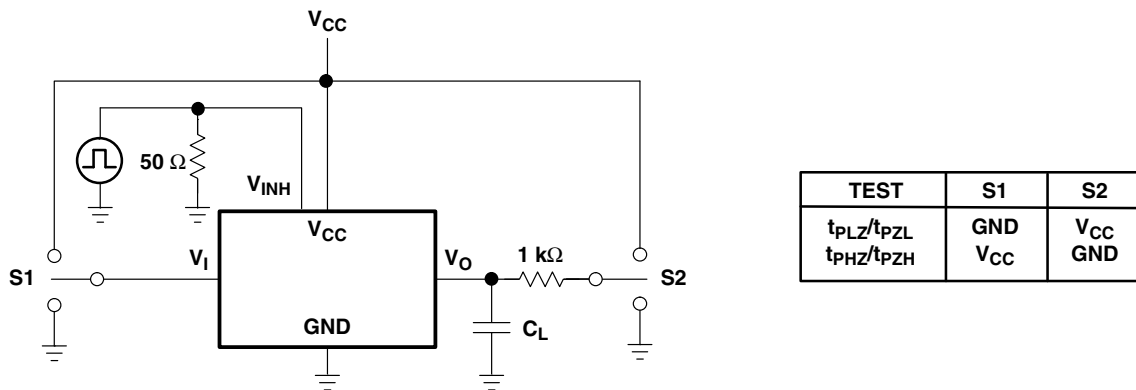 VCC
50 Ω
VINH
VCC
VI
VO
1 kΩ
S1
S2
GND
CL
TEST S1 S2
tPLZ/tPZL GND VCC
tPHZ/tPZH VCC GND